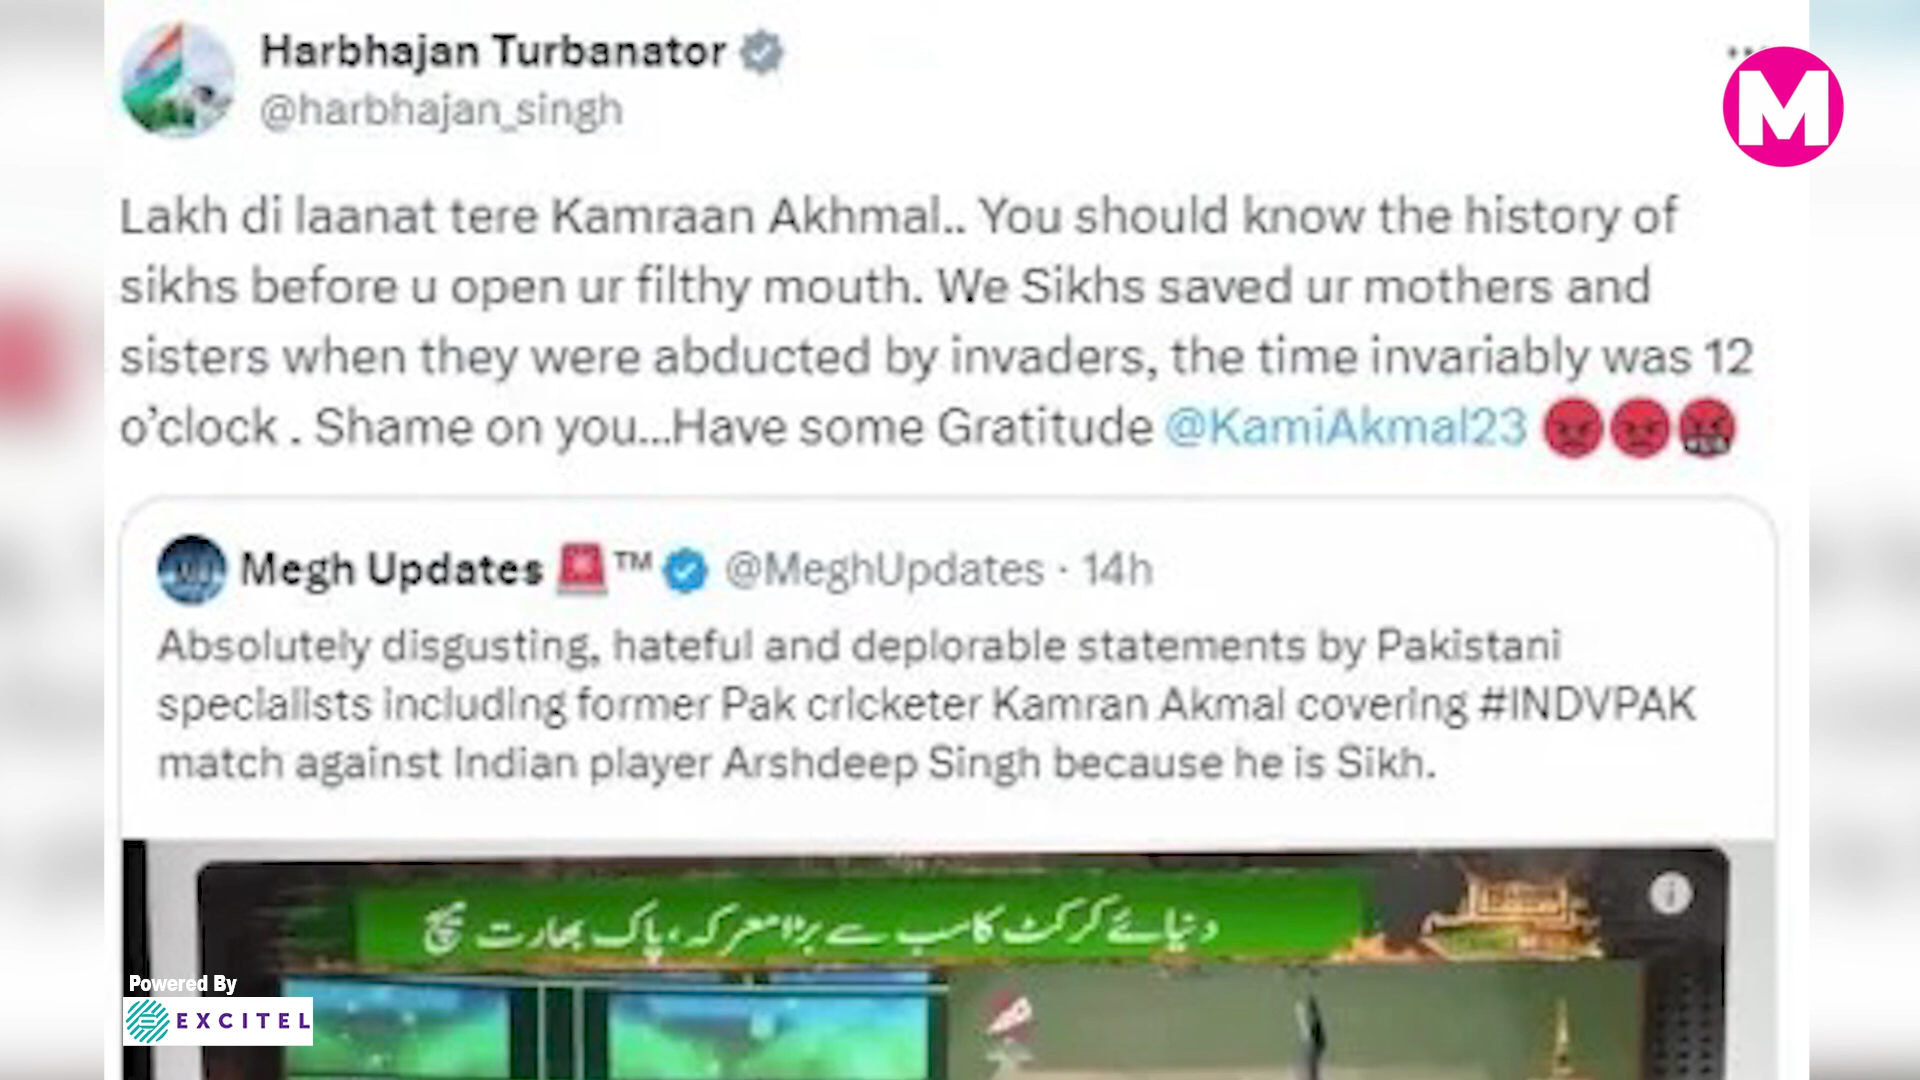 Harbhajan Turbanator
@harbhajan_singh
M
Lakh di laanat tere Kamraan Akhmal.. You should know the history of
sikhs before u open ur filthy mouth. We Sikhs saved ur mothers and
sisters when they were abducted by invaders, the time invariably was 12
o’clock . Shame on you...Have some Gratitude @KamiAkmal23 😡😡🤬
Megh Updates 🚨™ @MeghUpdates · 14h
Absolutely disgusting, hateful and deplorable statements by Pakistani
specialists including former Pak cricketer Kamran Akmal covering #INDVPAK
match against Indian player Arshdeep Singh because he is Sikh.
دنیائے کرکٹ کا سب سے بڑا معرکہ، پاک بھارت میچ
Powered By
EXCITEL